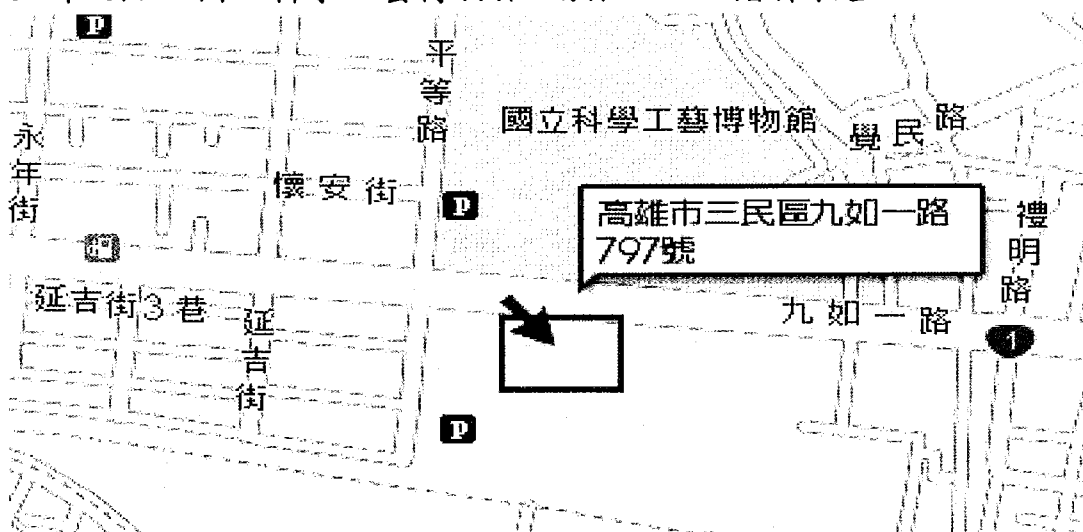 P
平等路
國立科學工藝博物館
覺民路
永年街
懷安街
P
高雄市三民區九如一路
797號
禮明路
延吉街3巷
延吉街
九如一路
1
P